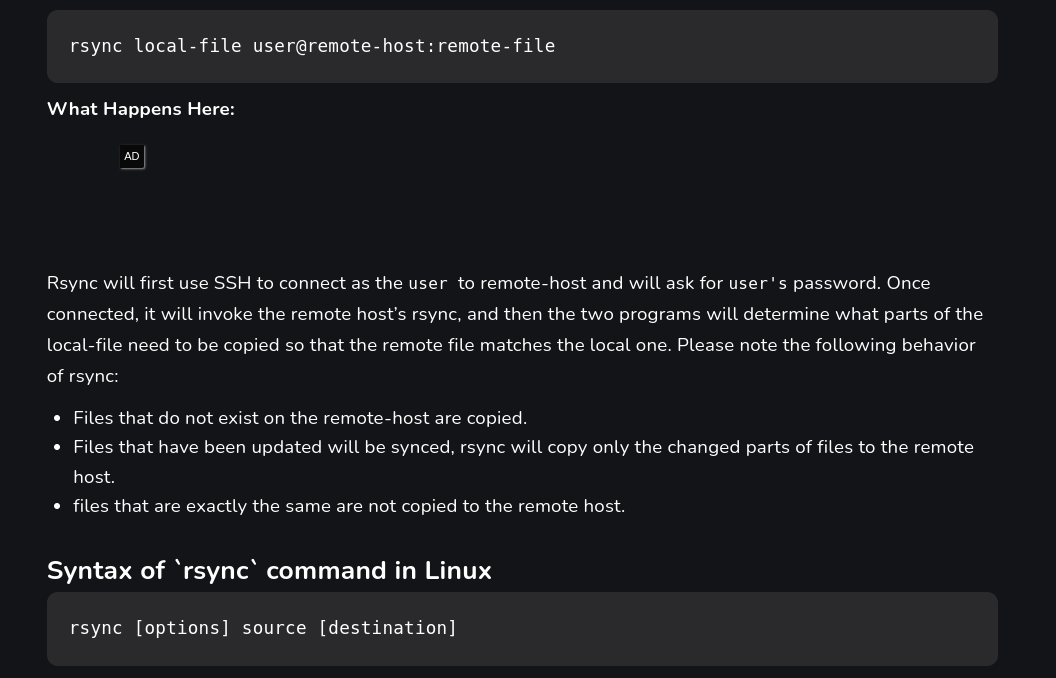 rsync local-file user@remote-host:remote-file
What Happens Here:
AD
Rsync will first use SSH to connect as the user to remote-host and will ask for user's password. Once
connected, it will invoke the remote host’s rsync, and then the two programs will determine what parts of the
local-file need to be copied so that the remote file matches the local one. Please note the following behavior
of rsync:
• Files that do not exist on the remote-host are copied.
• Files that have been updated will be synced, rsync will copy only the changed parts of files to the remote
host.
• files that are exactly the same are not copied to the remote host.
Syntax of `rsync` command in Linux
rsync [options] source [destination]